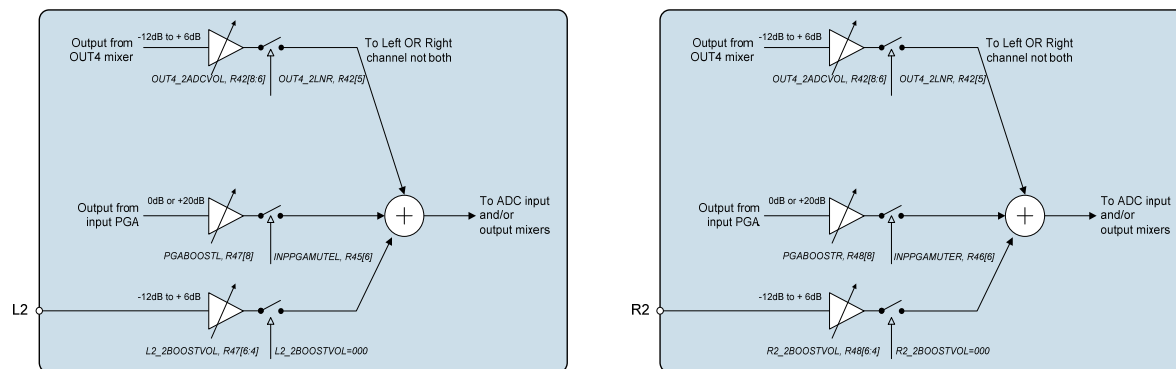 Output from
OUT4 mixer
-12dB to + 6dB
To Left OR Right
channel not both
OUT4_2ADCVOL, R42[8:6]
OUT4_2LNR, R42[5]
Output from
input PGA
0dB or +20dB
To ADC input
and/or
output mixers
PGABOOSTL, R47[8]
INPPGAMUTEL, R45[6]
L2
-12dB to + 6dB
L2_2BOOSTVOL, R47[6:4]
L2_2BOOSTVOL=000
Output from
OUT4 mixer
-12dB to + 6dB
To Left OR Right
channel not both
OUT4_2ADCVOL, R42[8:6]
OUT4_2LNR, R42[5]
Output from
input PGA
0dB or +20dB
To ADC input
and/or
output mixers
PGABOOSTR, R48[8]
INPPGAMUTER, R46[6]
R2
-12dB to + 6dB
R2_2BOOSTVOL, R48[6:4]
R2_2BOOSTVOL=000